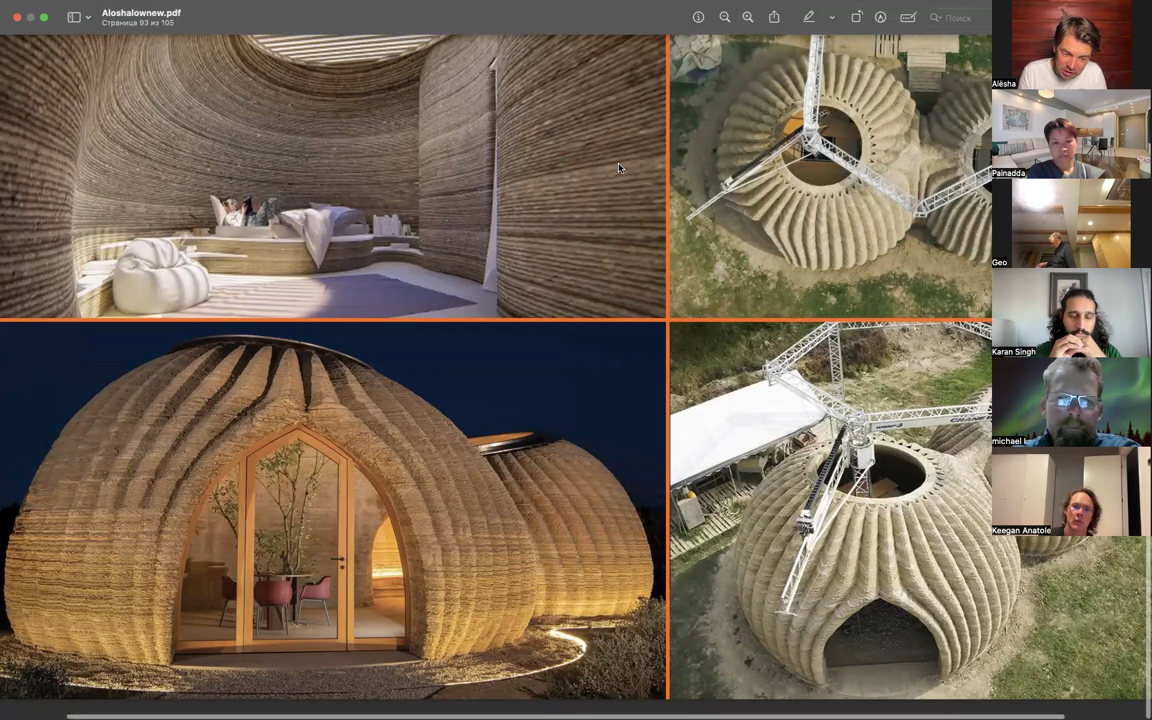 Aloshalownew.pdf
Страница 93 из 105
Поиск
Alësha
Painadda
Geo
Karan Singh
michael l
Keegan Anatole